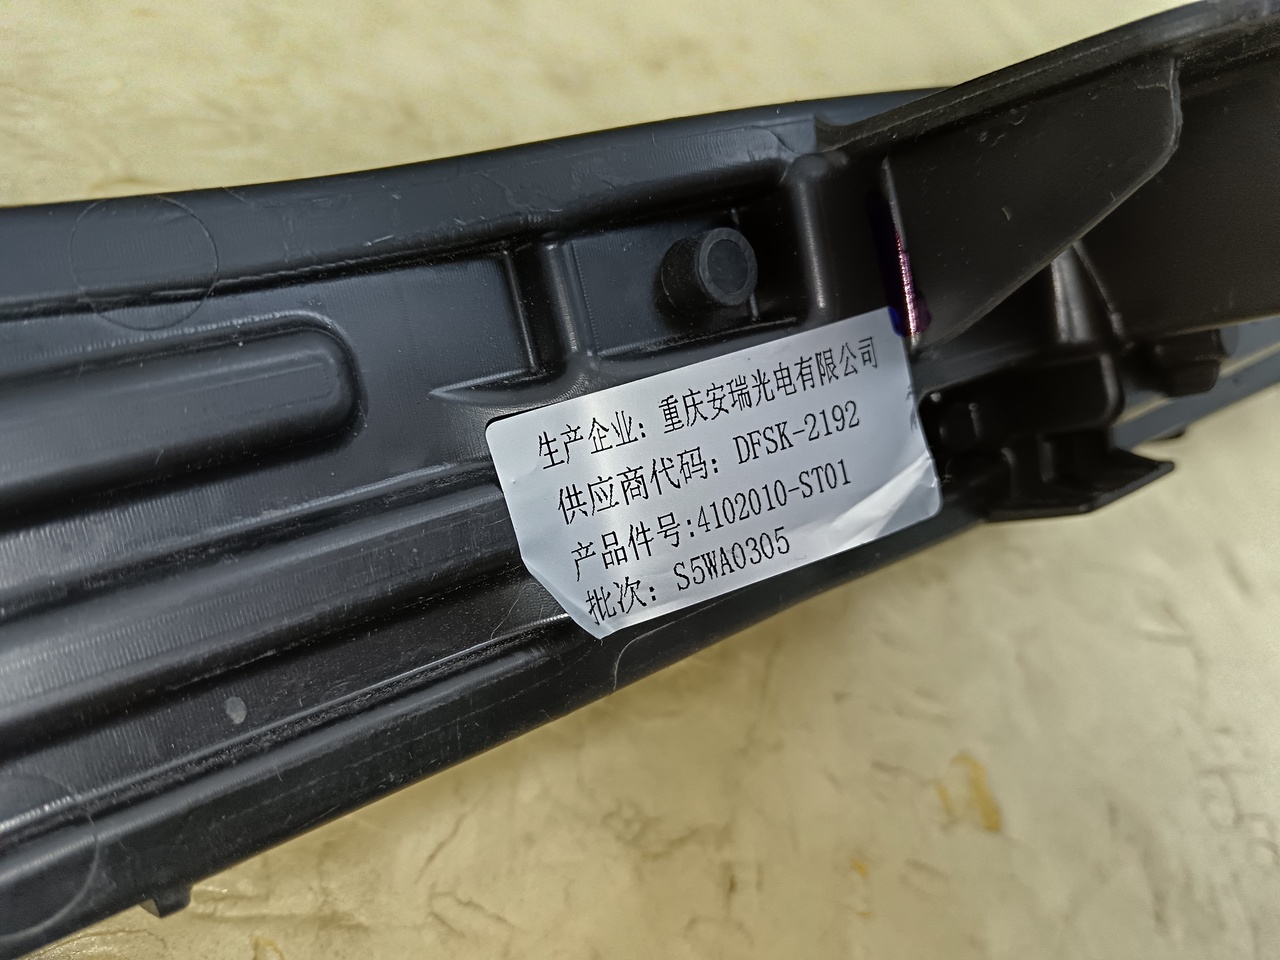 生产企业：重庆安瑞光电有限公司
供应商代码：DFSK-2192
产品件号:4102010-ST01
批次：S5WA0305